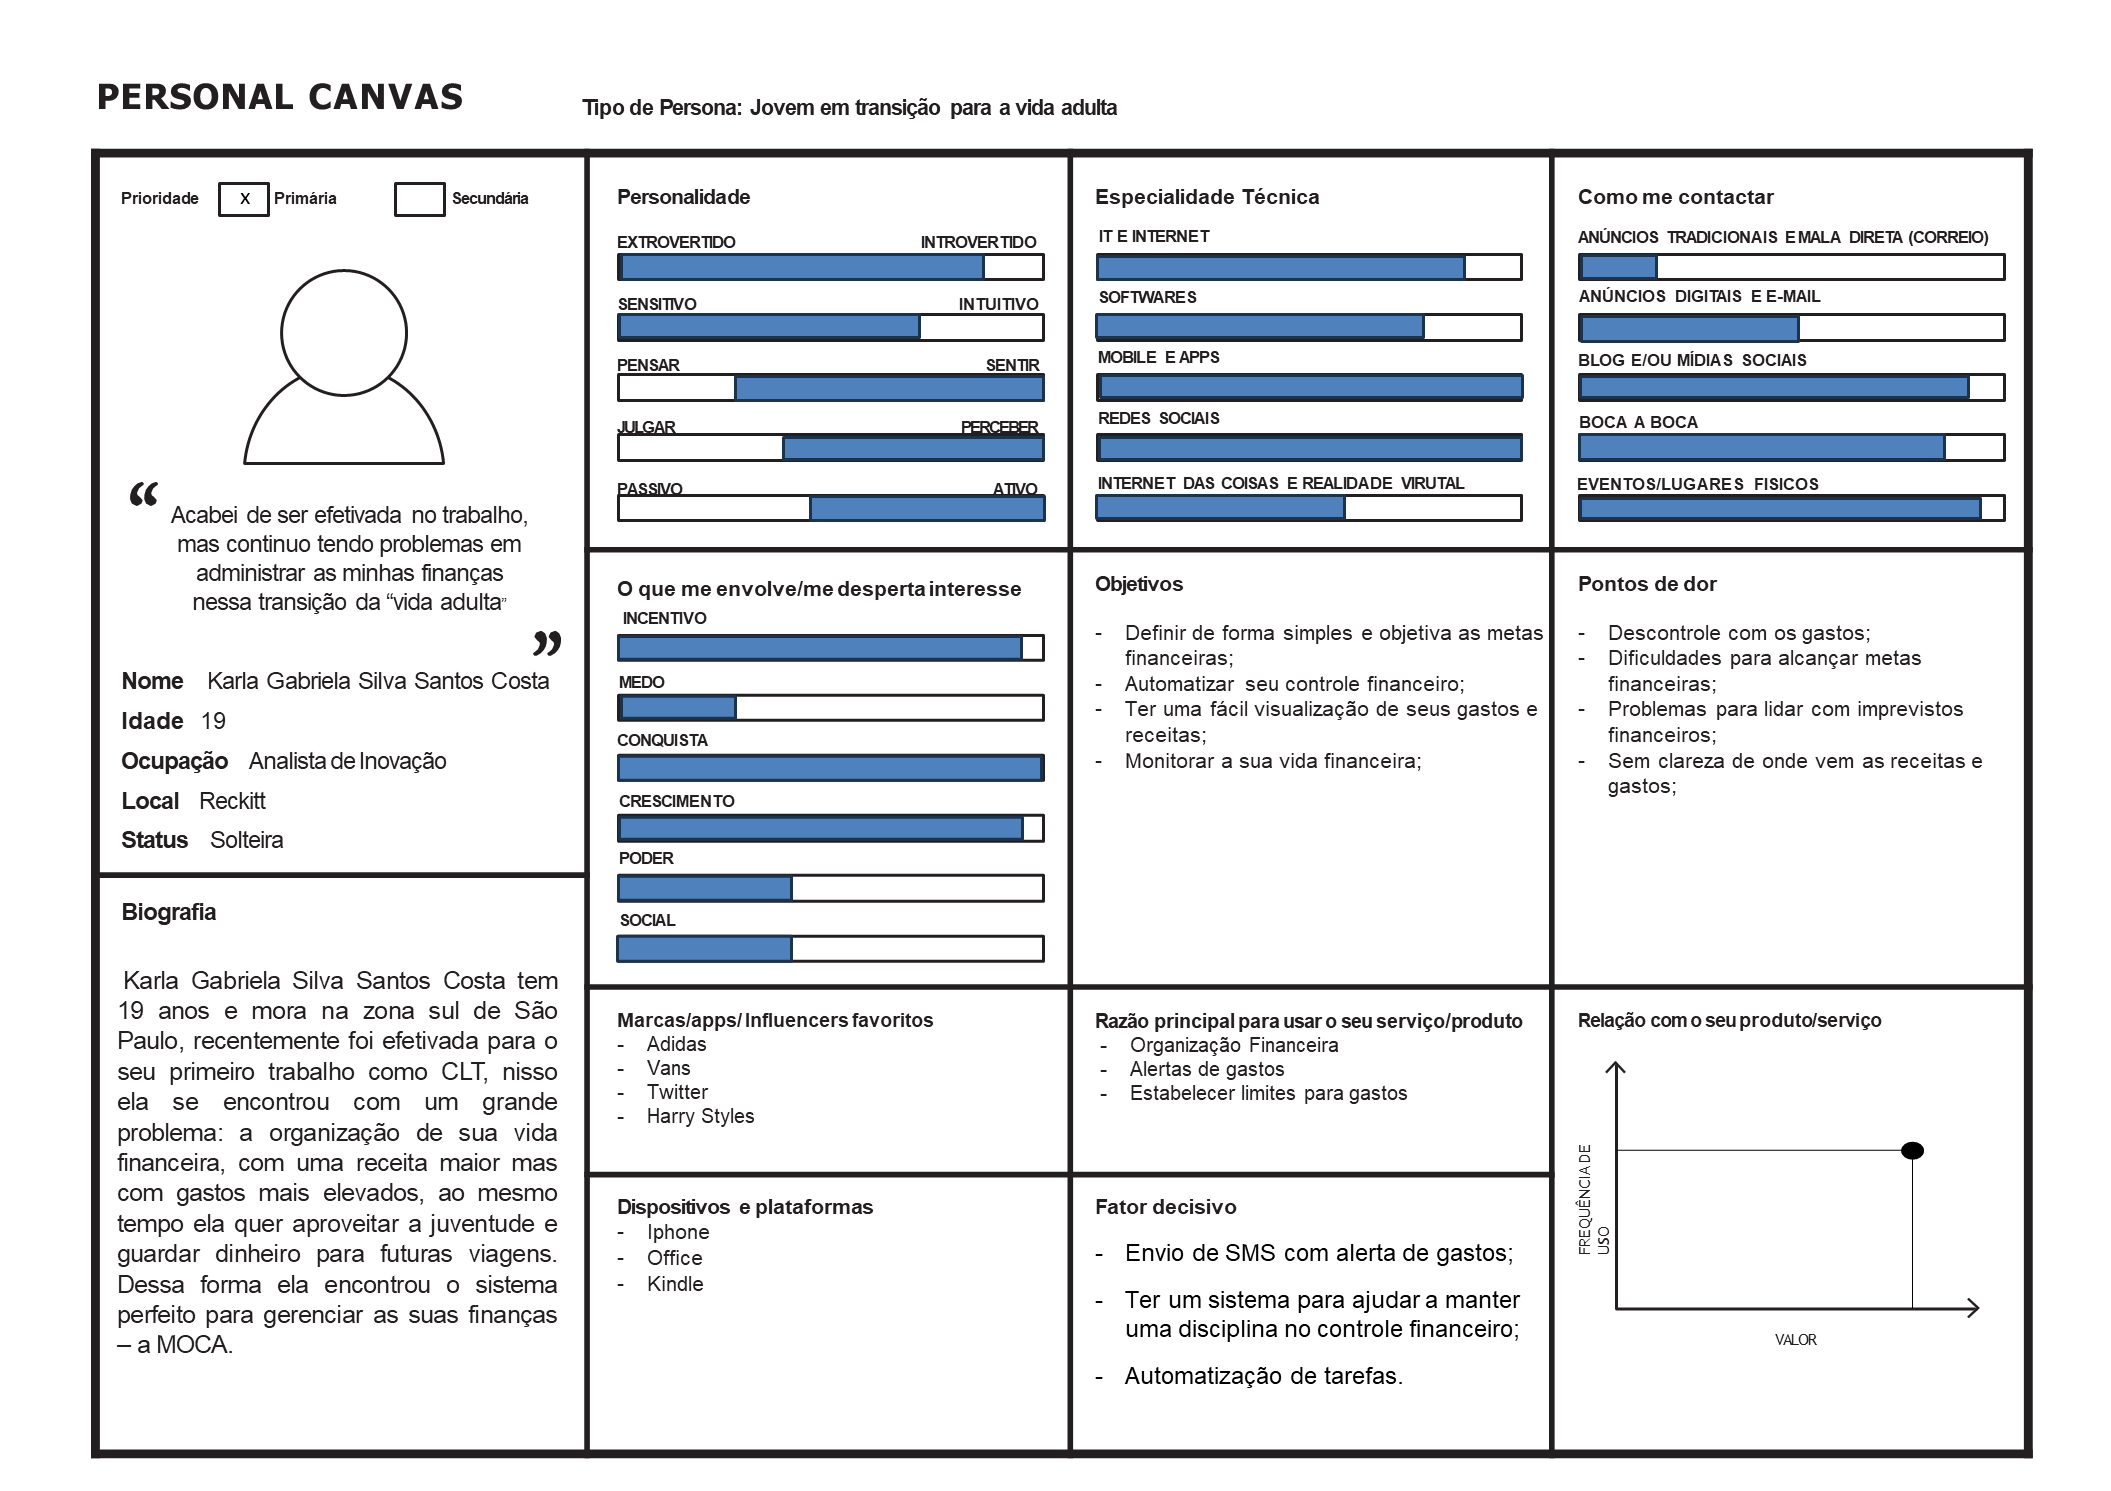 PERSONAL CANVAS
Tipo de Persona: Jovem em transição para a vida adulta
Prioridade X Primária Secundária
“
Acabei de ser efetivada no trabalho,
mas continuo tendo problemas em
administrar as minhas finanças
nessa transição da “vida adulta”
”
Nome Karla Gabriela Silva Santos Costa
Idade 19
Ocupação Analista de Inovação
Local Reckitt
Status Solteira
Biografia
Karla Gabriela Silva Santos Costa tem
19 anos e mora na zona sul de São
Paulo, recentemente foi efetivada para o
seu primeiro trabalho como CLT, nisso
ela se encontrou com um grande
problema: a organização de sua vida
financeira, com uma receita maior mas
com gastos mais elevados, ao mesmo
tempo ela quer aproveitar a juventude e
guardar dinheiro para futuras viagens.
Dessa forma ela encontrou o sistema
perfeito para gerenciar as suas finanças
– a MOCA.
Personalidade
EXTROVERTIDO INTROVERTIDO
SENSITIVO INTUITIVO
PENSAR SENTIR
JULGAR PERCEBER
PASSIVO ATIVO
Especialidade Técnica
IT E INTERNET
SOFTWARES
MOBILE E APPS
REDES SOCIAIS
INTERNET DAS COISAS E REALIDADE VIRUTAL
Como me contactar
ANÚNCIOS TRADICIONAIS E MALA DIRETA (CORREIO)
ANÚNCIOS DIGITAIS E E-MAIL
BLOG E/OU MÍDIAS SOCIAIS
BOCA A BOCA
EVENTOS/LUGARES FISICOS
O que me envolve/me desperta interesse
INCENTIVO
MEDO
CONQUISTA
CRESCIMENTO
PODER
SOCIAL
Objetivos
- Definir de forma simples e objetiva as metas
financeiras;
- Automatizar seu controle financeiro;
- Ter uma fácil visualização de seus gastos e
receitas;
- Monitorar a sua vida financeira;
Pontos de dor
- Descontrole com os gastos;
- Dificuldades para alcançar metas
financeiras;
- Problemas para lidar com imprevistos
financeiros;
- Sem clareza de onde vem as receitas e
gastos;
Marcas/apps/ Influencers favoritos
- Adidas
- Vans
- Twitter
- Harry Styles
Razão principal para usar o seu serviço/produto
- Organização Financeira
- Alertas de gastos
- Estabelecer limites para gastos
Relação com o seu produto/serviço
FREQUÊNCIA DE
USO
VALOR
Dispositivos e plataformas
- Iphone
- Office
- Kindle
Fator decisivo
- Envio de SMS com alerta de gastos;
- Ter um sistema para ajudar a manter
uma disciplina no controle financeiro;
- Automatização de tarefas.